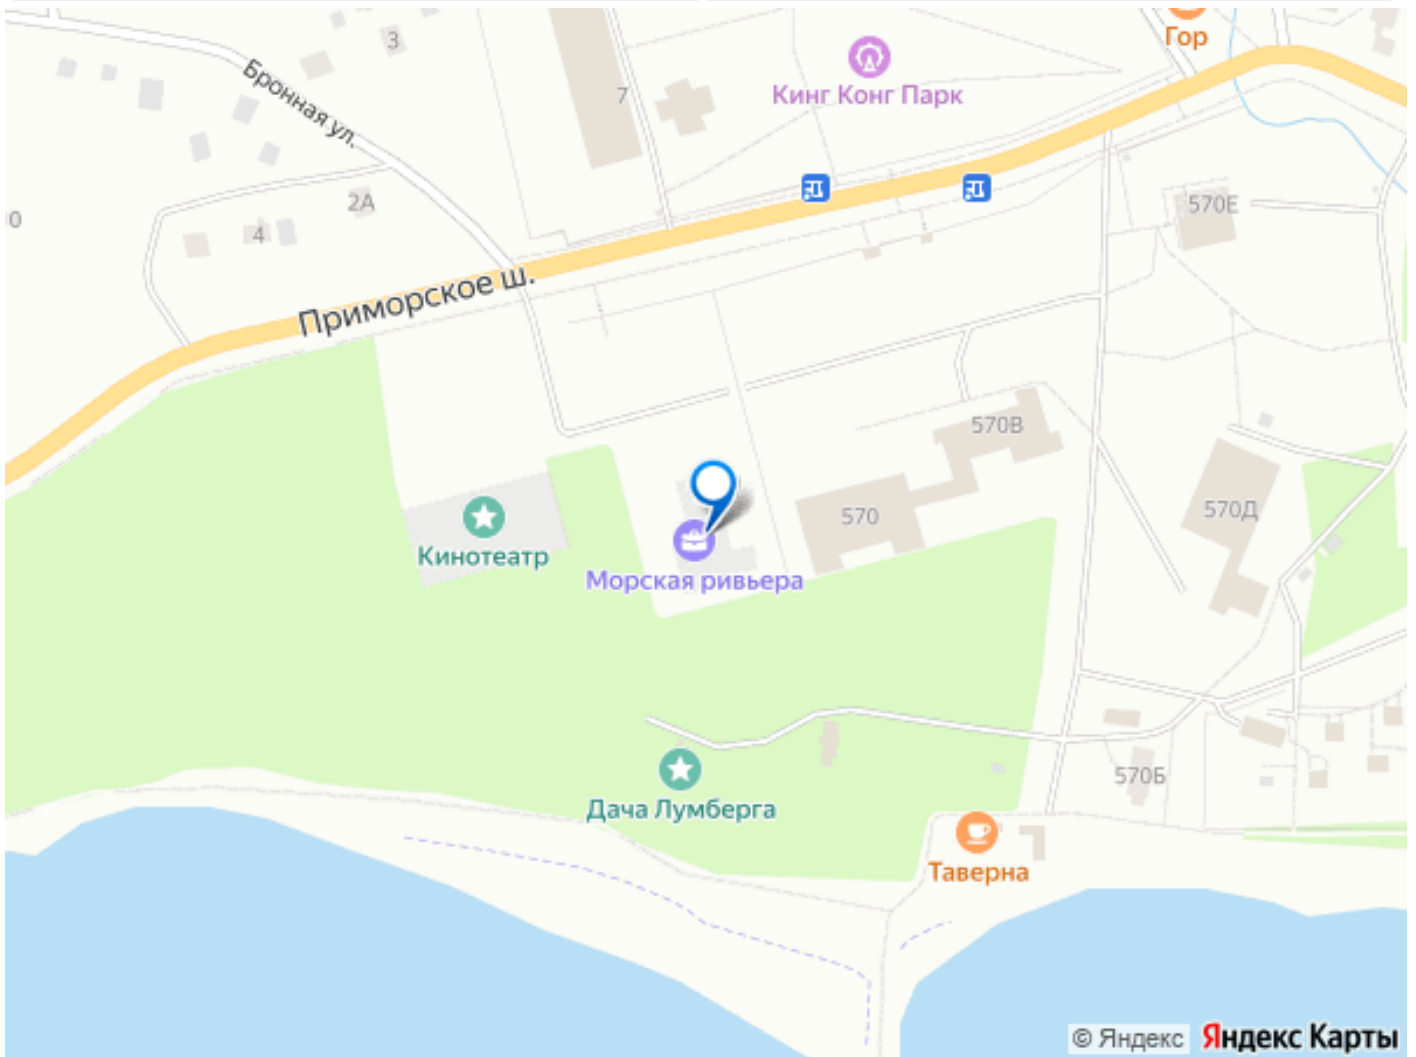 3
Гор
Бронная ул.
Кинг Конг Парк
7
2А
570Е
0
4
Приморское ш.
570В
570
570Д
Кинотеатр
Морская ривьера
570Б
Дача Лумберга
Таверна
© Яндекс
Яндекс Карты